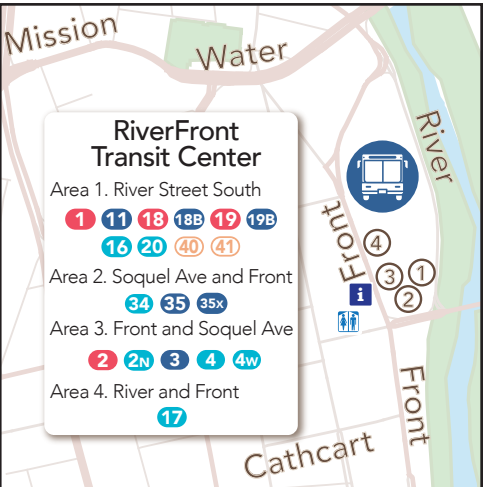 Mission
Water
River
RiverFront
Transit Center
Area 1. River Street South
1 11 18 18B 19 19B
16 20 40 41
Area 2. Soquel Ave and Front
34 35 35x
Area 3. Front and Soquel Ave
2 2N 3 4 4W
Area 4. River and Front
17
Front
4
3 1
2
i
Front
Cathcart